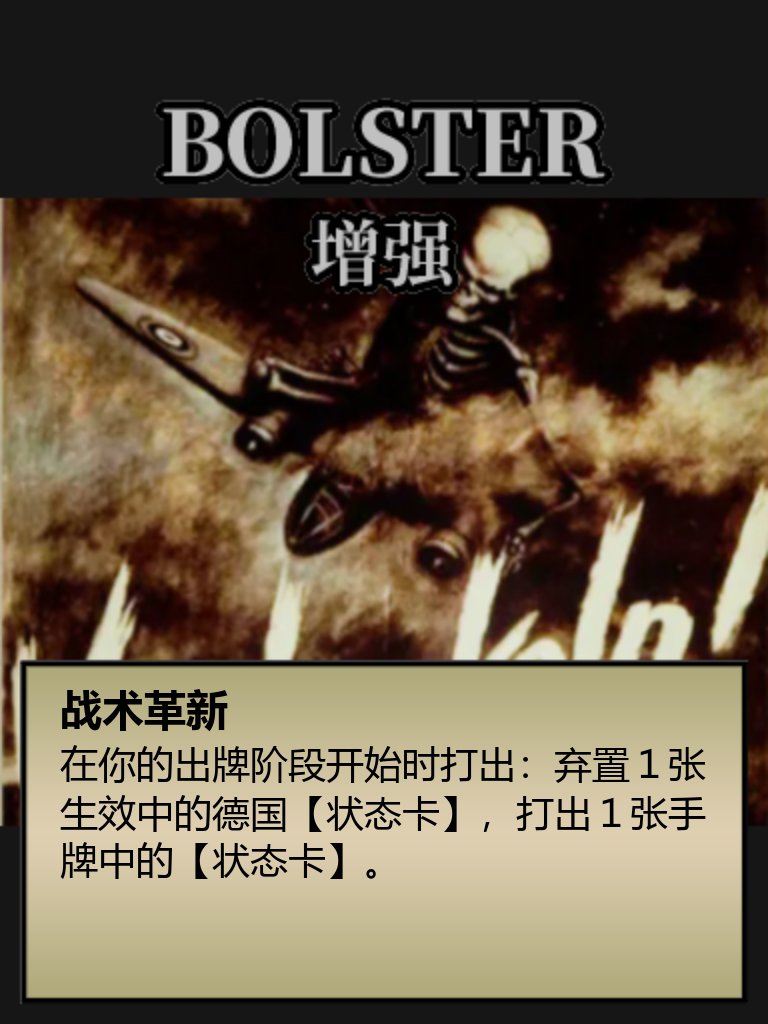 BOLSTER
增强
战术革新
在你的出牌阶段开始时打出：弃置1张
生效中的德国【状态卡】，打出1张手
牌中的【状态卡】。